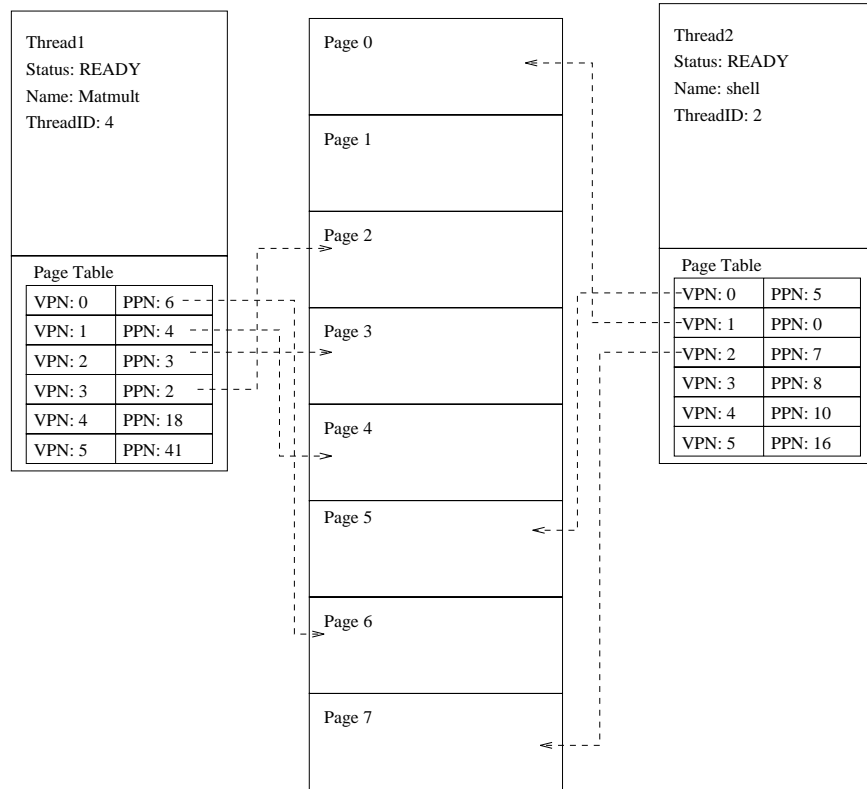 Thread1
Status: READY
Name: Matmult
ThreadID: 4
Page Table
VPN: 0 PPN: 6
VPN: 1 PPN: 4
VPN: 2 PPN: 3
VPN: 3 PPN: 2
VPN: 4 PPN: 18
VPN: 5 PPN: 41
Page 0
Page 1
Page 2
Page 3
Page 4
Page 5
Page 6
Page 7
Thread2
Status: READY
Name: shell
ThreadID: 2
Page Table
VPN: 0 PPN: 5
VPN: 1 PPN: 0
VPN: 2 PPN: 7
VPN: 3 PPN: 8
VPN: 4 PPN: 10
VPN: 5 PPN: 16